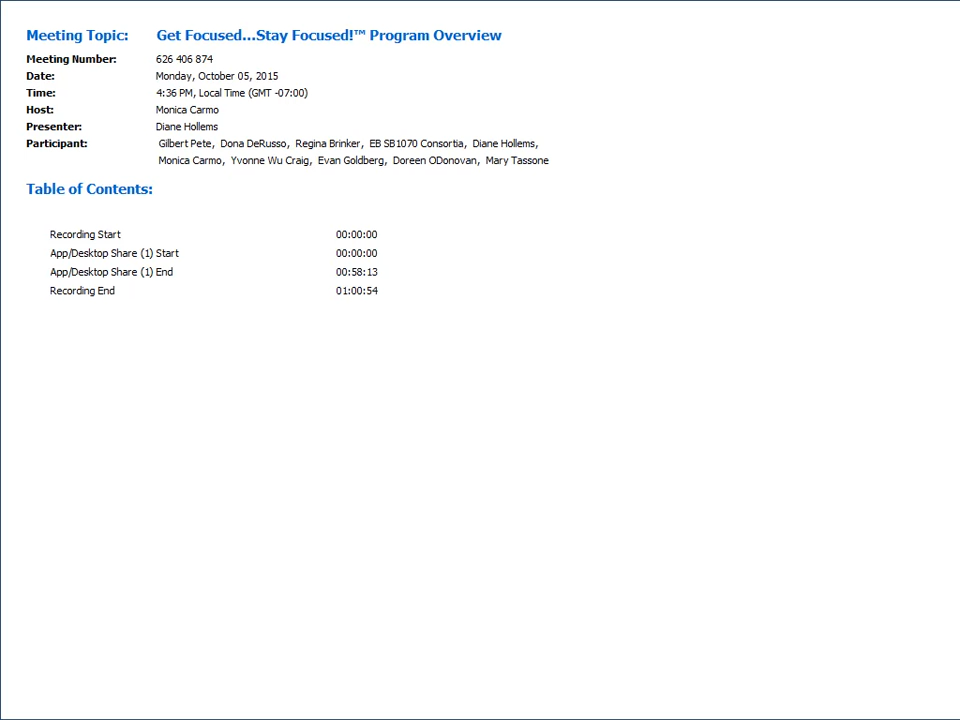 Meeting Topic: Get Focused...Stay Focused!™ Program Overview
Meeting Number: 626 406 874
Date: Monday, October 05, 2015
Time: 4:36 PM, Local Time (GMT -07:00)
Host: Monica Carmo
Presenter: Diane Hollems
Participant: Gilbert Pete, Dona DeRusso, Regina Brinker, EB SB1070 Consortia, Diane Hollems,
Monica Carmo, Yvonne Wu Craig, Evan Goldberg, Doreen ODonovan, Mary Tassone
Table of Contents:
Recording Start 00:00:00
App/Desktop Share (1) Start 00:00:00
App/Desktop Share (1) End 00:58:13
Recording End 01:00:54